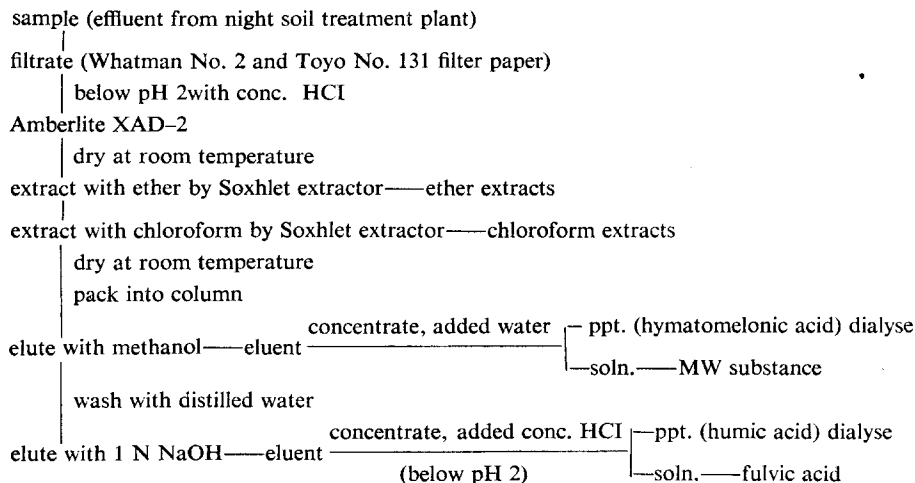 sample (effluent from night soil treatment plant)
filtrate (Whatman No. 2 and Toyo No. 131 filter paper)
below pH 2with conc. HCl
Amberlite XAD–2
dry at room temperature
extract with ether by Soxhlet extractor——ether extracts
extract with chloroform by Soxhlet extractor——chloroform extracts
dry at room temperature
pack into column
concentrate, added water
ppt. (hymatomelonic acid) dialyse
elute with methanol——eluent
soln.——MW substance
wash with distilled water
concentrate, added conc. HCl
ppt. (humic acid) dialyse
elute with 1 N NaOH——eluent
(below pH 2)
soln.——fulvic acid